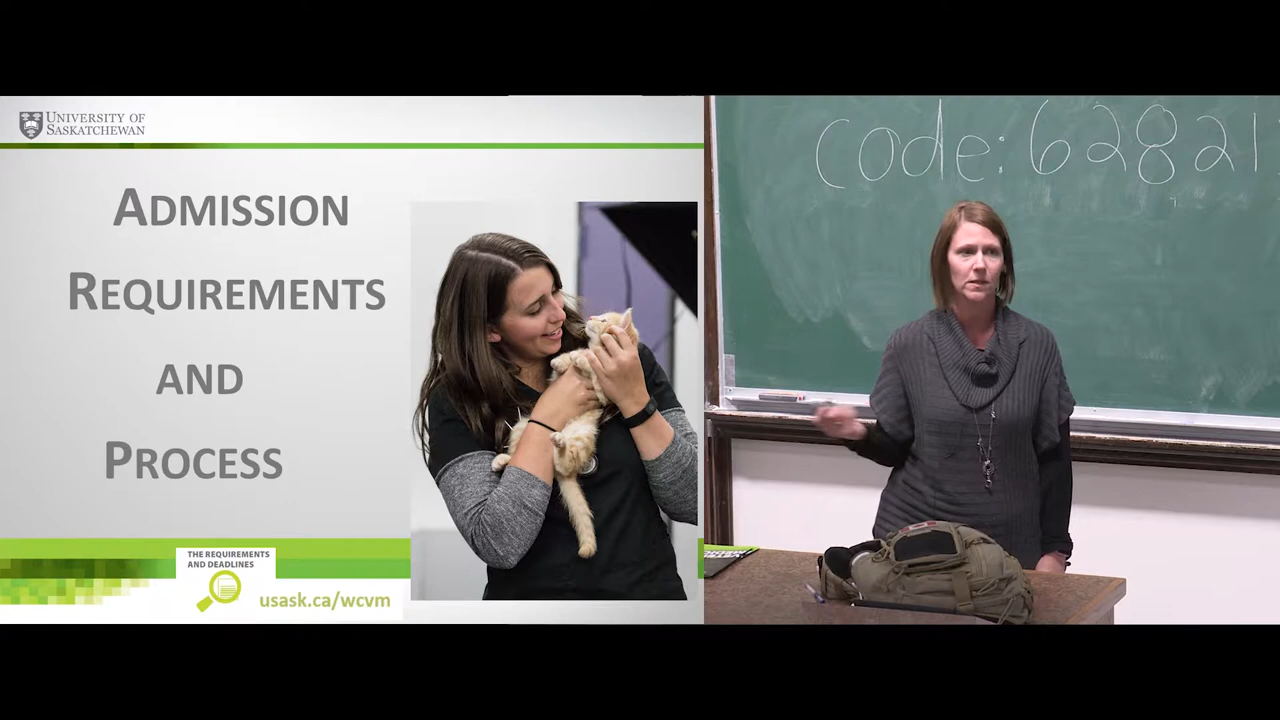 UNIVERSITY OF
SASKATCHEWAN
ADMISSION
REQUIREMENTS
AND
PROCESS
THE REQUIREMENTS
AND DEADLINES
usask.ca/wcvm
code: 62821